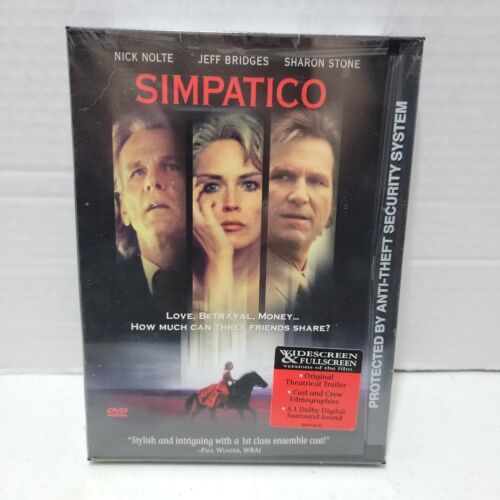 NICK NOLTE JEFF BRIDGES SHARON STONE
SIMPATICO
LOVE, BETRAYAL, MONEY...
HOW MUCH CAN THREE FRIENDS SHARE?
WIDESCREEN
& FULLSCREEN
versions of the film
• Original
Theatrical Trailer
• Cast and Crew
Filmographies
• 5.1 Dolby Digital
Surround Sound
DVD
VIDEO
"Stylish and intriguing with a 1st class ensemble cast!"
–PAUL WUNDER, WBAI
PROTECTED BY ANTI-THEFT SECURITY SYSTEM